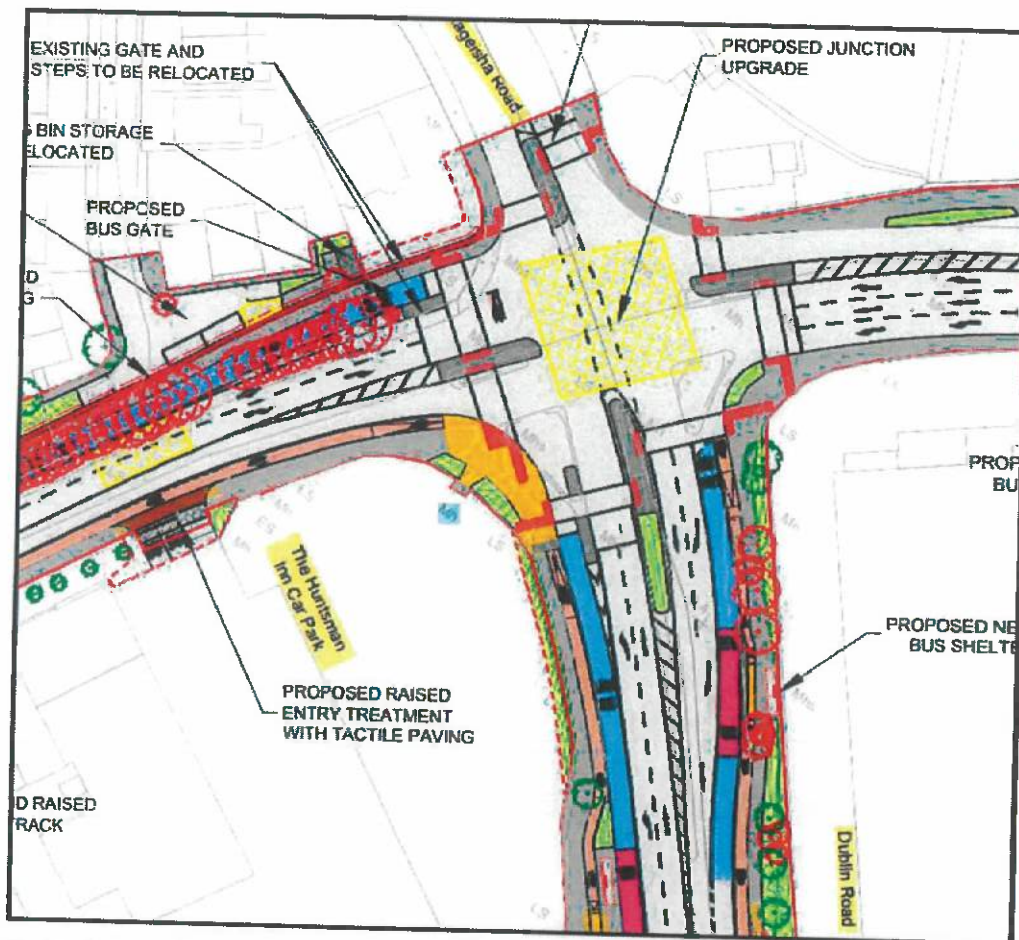 EXISTING GATE AND
STEPS TO BE RELOCATED
BIN STORAGE
ELOCATED
PROPOSED
BUS GATE
D
G
ageisha Road
PROPOSED JUNCTION
UPGRADE
PROP
BU
The Huntsman
Inn Car Park
PROPOSED NE
BUS SHELTE
PROPOSED RAISED
ENTRY TREATMENT
WITH TACTILE PAVING
D RAISED
RACK
Dublin Road